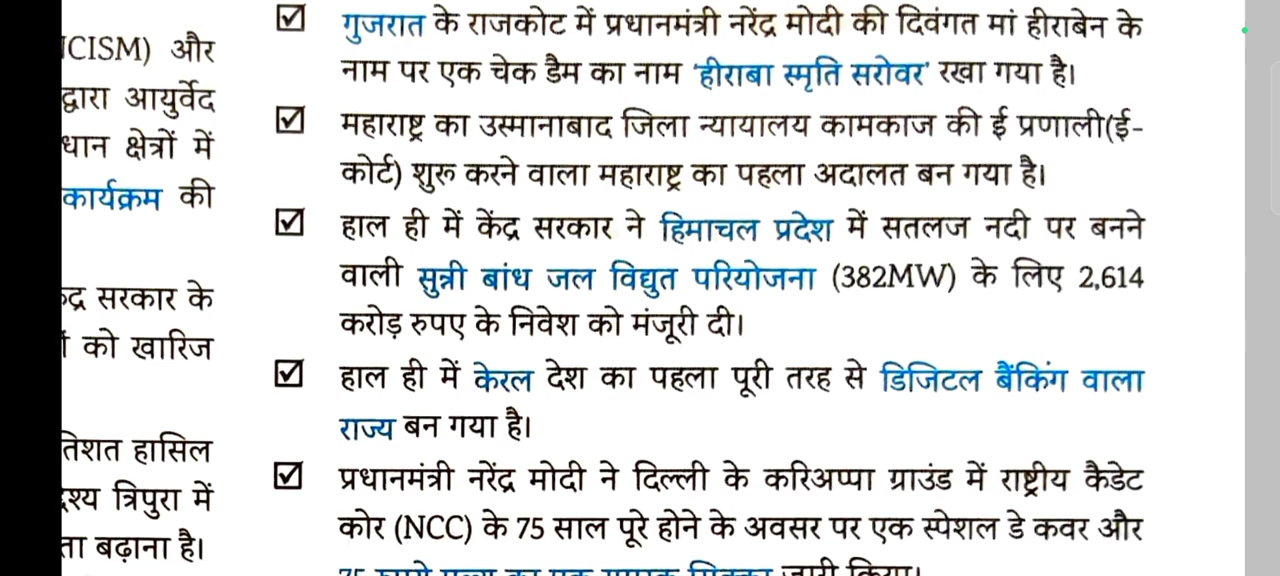 CISM) और
द्वारा आयुर्वेद
धान क्षेत्रों में
कार्यक्रम की
द्र सरकार के
को खारिज
तिशत हासिल
श्य त्रिपुरा में
ता बढ़ाना है।
गुजरात के राजकोट में प्रधानमंत्री नरेंद्र मोदी की दिवंगत मां हीराबेन के
नाम पर एक चेक डैम का नाम 'हीराबा स्मृति सरोवर' रखा गया है।
महाराष्ट्र का उस्मानाबाद जिला न्यायालय कामकाज की ई प्रणाली(ई-
कोर्ट) शुरू करने वाला महाराष्ट्र का पहला अदालत बन गया है।
हाल ही में केंद्र सरकार ने हिमाचल प्रदेश में सतलज नदी पर बनने
वाली सुन्नी बांध जल विद्युत परियोजना (382MW) के लिए 2,614
करोड़ रुपए के निवेश को मंजूरी दी।
हाल ही में केरल देश का पहला पूरी तरह से डिजिटल बैंकिंग वाला
राज्य बन गया है।
प्रधानमंत्री नरेंद्र मोदी ने दिल्ली के करिअप्पा ग्राउंड में राष्ट्रीय कैडेट
कोर (NCC) के 75 साल पूरे होने के अवसर पर एक स्पेशल डे कवर और
जारी किया।